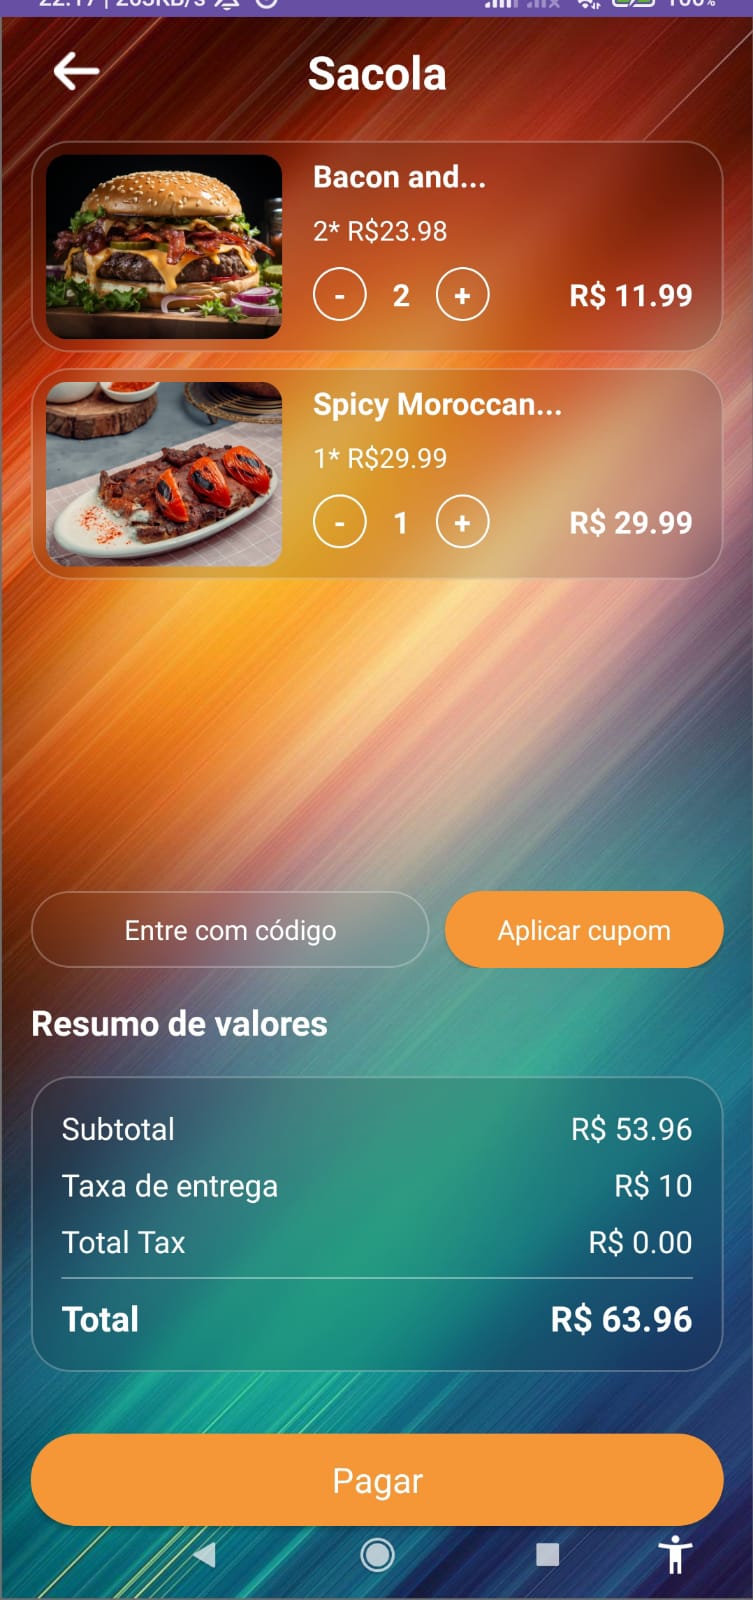 Sacola
Bacon and...
2* R$23.98
- 2 +
R$ 11.99
Spicy Moroccan...
1* R$29.99
- 1 +
R$ 29.99
Entre com código
Aplicar cupom
Resumo de valores
Subtotal R$ 53.96
Taxa de entrega R$ 10
Total Tax R$ 0.00
Total R$ 63.96
Pagar